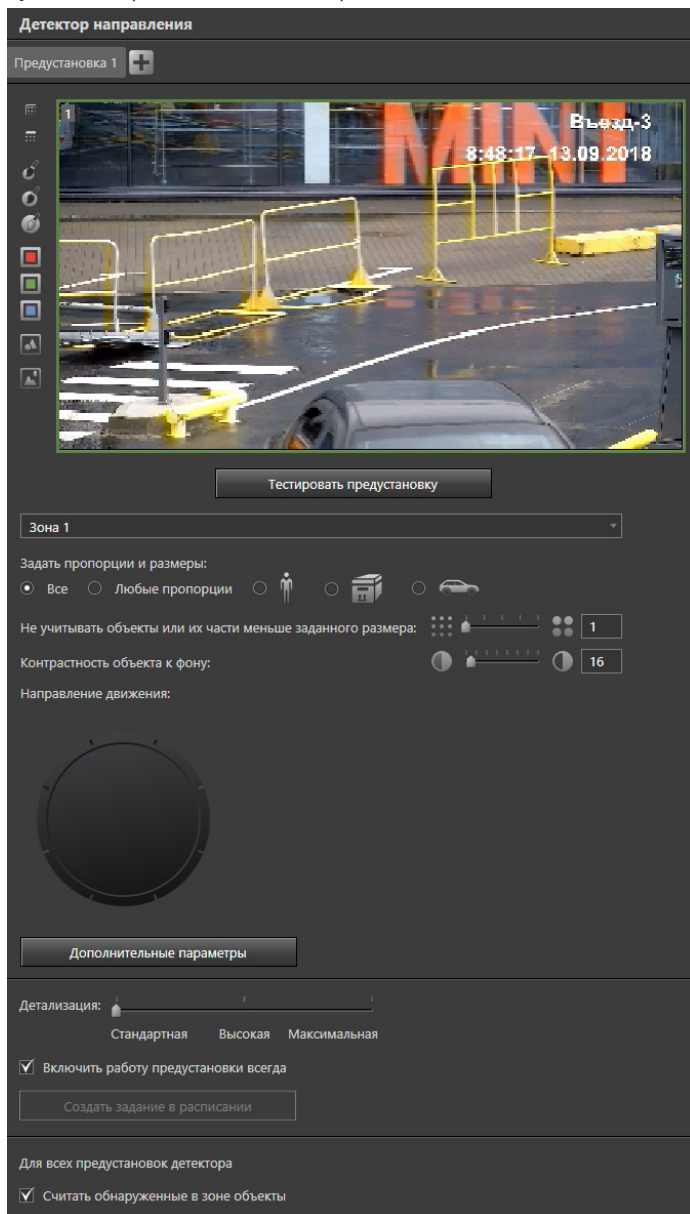 Детектор направления
Предустановка 1
1
MINI
Въезд-3
8:48:17 13.09.2018
Тестировать предустановку
Зона 1
Задать пропорции и размеры:
Все Любые пропорции
Не учитывать объекты или их части меньше заданного размера: 1
Контрастность объекта к фону: 16
Направление движения:
Дополнительные параметры
Детализация:
Стандартная Высокая Максимальная
Включить работу предустановки всегда
Создать задание в расписании
Для всех предустановок детектора
Считать обнаруженные в зоне объекты